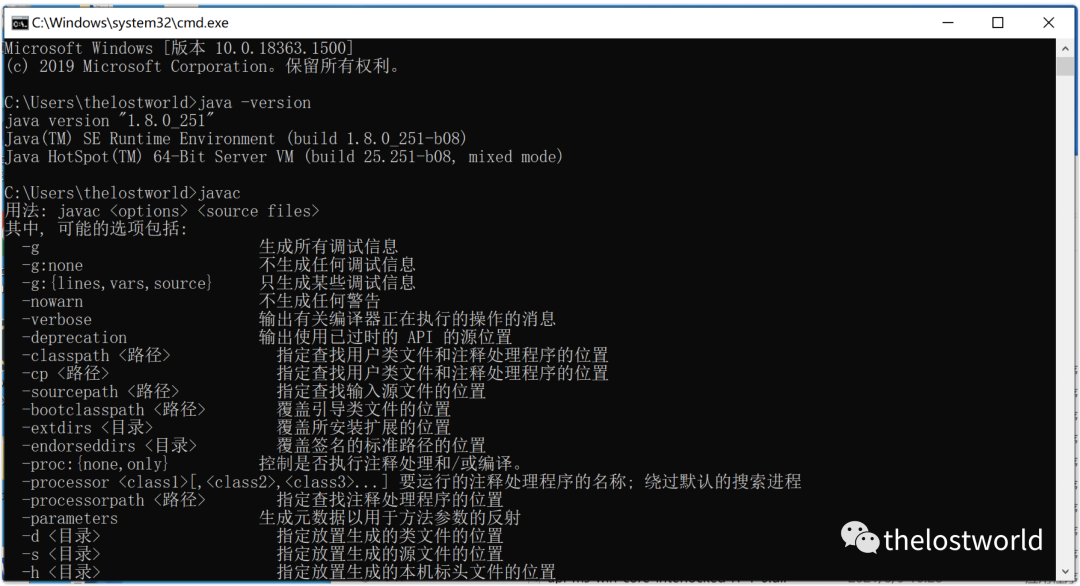 C:\Windows\system32\cmd.exe
Microsoft Windows [版本 10.0.18363.1500]
(c) 2019 Microsoft Corporation。保留所有权利。
C:\Users\thelostworld>java -version
java version "1.8.0_251"
Java(TM) SE Runtime Environment (build 1.8.0_251-b08)
Java HotSpot(TM) 64-Bit Server VM (build 25.251-b08, mixed mode)
C:\Users\thelostworld>javac
用法: javac <options> <source files>
其中, 可能的选项包括:
-g 生成所有调试信息
-g:none 不生成任何调试信息
-g:{lines,vars,source} 只生成某些调试信息
-nowarn 不生成任何警告
-verbose 输出有关编译器正在执行的操作的消息
-deprecation 输出使用已过时的 API 的源位置
-classpath <路径> 指定查找用户类文件和注释处理程序的位置
-cp <路径> 指定查找用户类文件和注释处理程序的位置
-sourcepath <路径> 指定查找输入源文件的位置
-bootclasspath <路径> 覆盖引导类文件的位置
-extdirs <目录> 覆盖所安装扩展的位置
-endorseddirs <目录> 覆盖签名的标准路径的位置
-proc:{none,only} 控制是否执行注释处理和/或编译。
-processor <class1>[,<class2>,<class3>...] 要运行的注释处理程序的名称; 绕过默认的搜索进程
-processorpath <路径> 指定查找注释处理程序的位置
-parameters 生成元数据以用于方法参数的反射
-d <目录> 指定放置生成的类文件的位置
-s <目录> 指定放置生成的源文件的位置
-h <目录> 指定放置生成的本机标头文件的位置
thelostworld